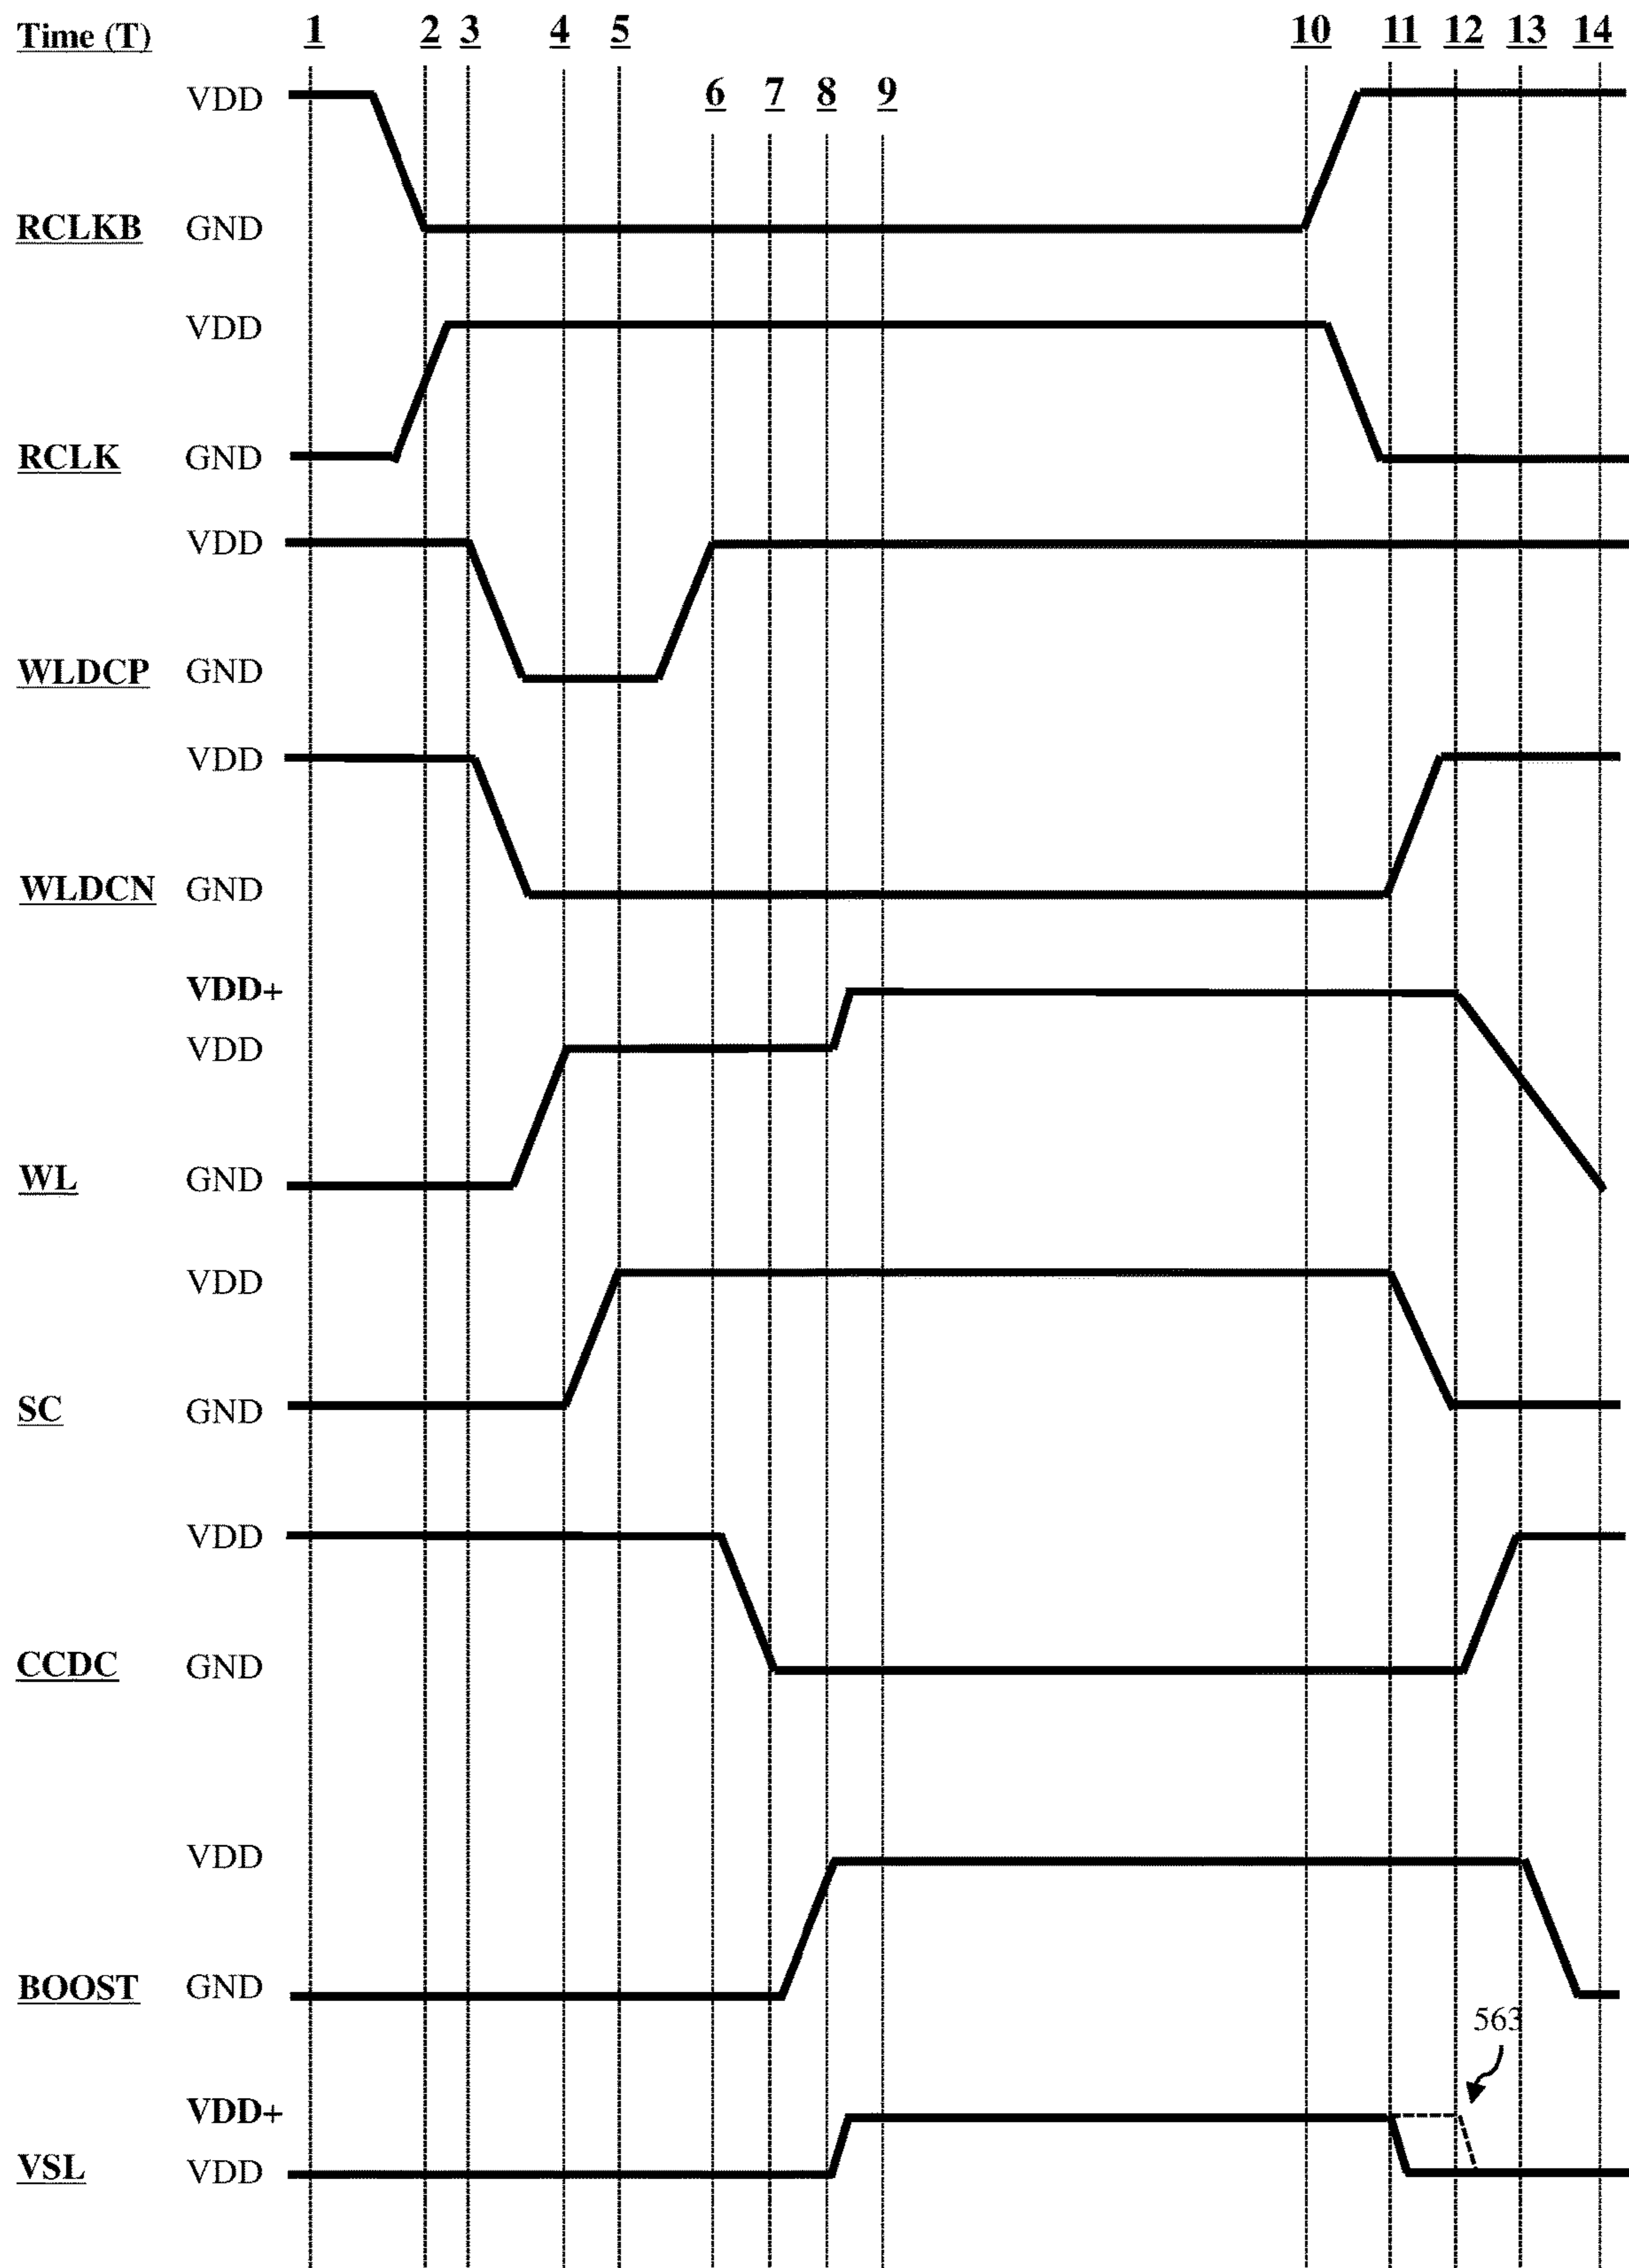 Time (T) 1 2 3 4 5 10 11 12 13 14
6 7 8 9
VDD
RCLKB GND
VDD
RCLK GND
VDD
WLDCP GND
VDD
WLDCN GND
VDD+
VDD
WL GND
VDD
SC GND
VDD
CCDC GND
VDD
BOOST GND
563
VDD+
VSL VDD